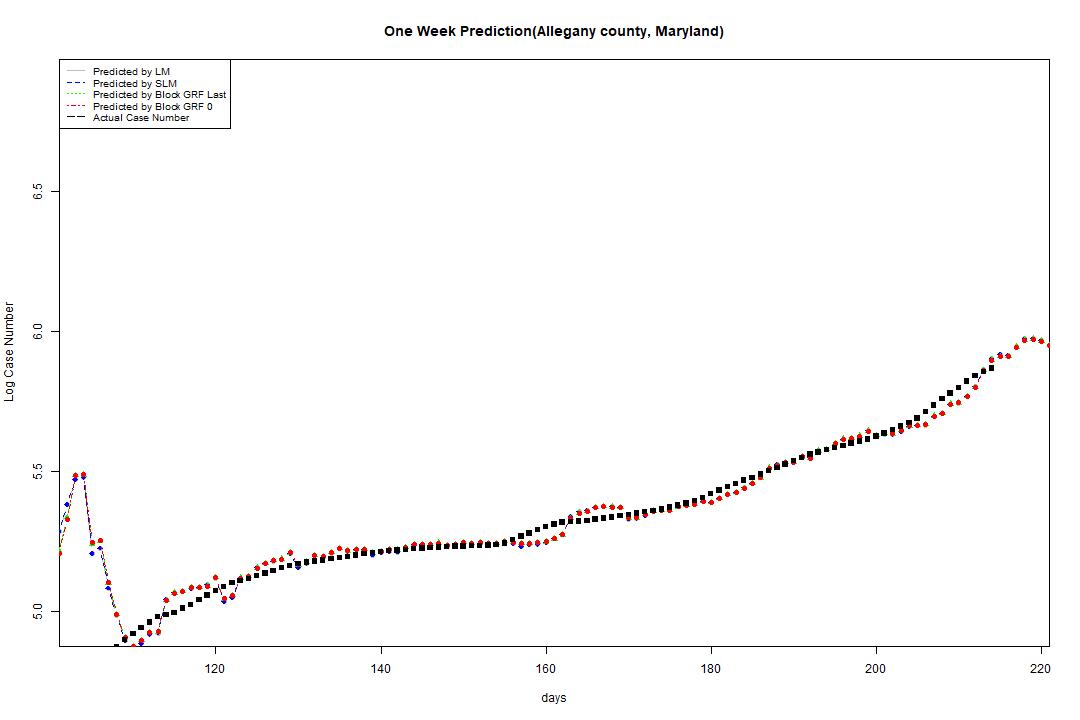 One Week Prediction(Allegany county, Maryland)
Predicted by LM
Predicted by SLM
Predicted by Block GRF Last
Predicted by Block GRF 0
Actual Case Number
Log Case Number
6.5
6.0
5.5
5.0
120 140 160 180 200 220
days